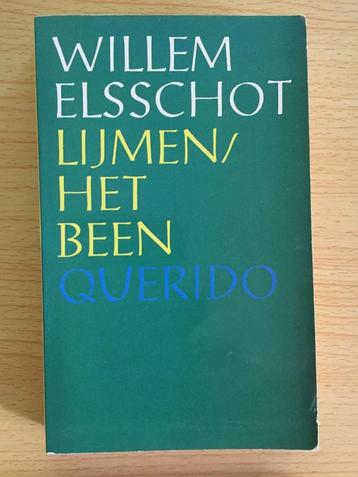 WILLEM
ELSSCHOT
LIJMEN/
HET
BEEN
QUERIDO